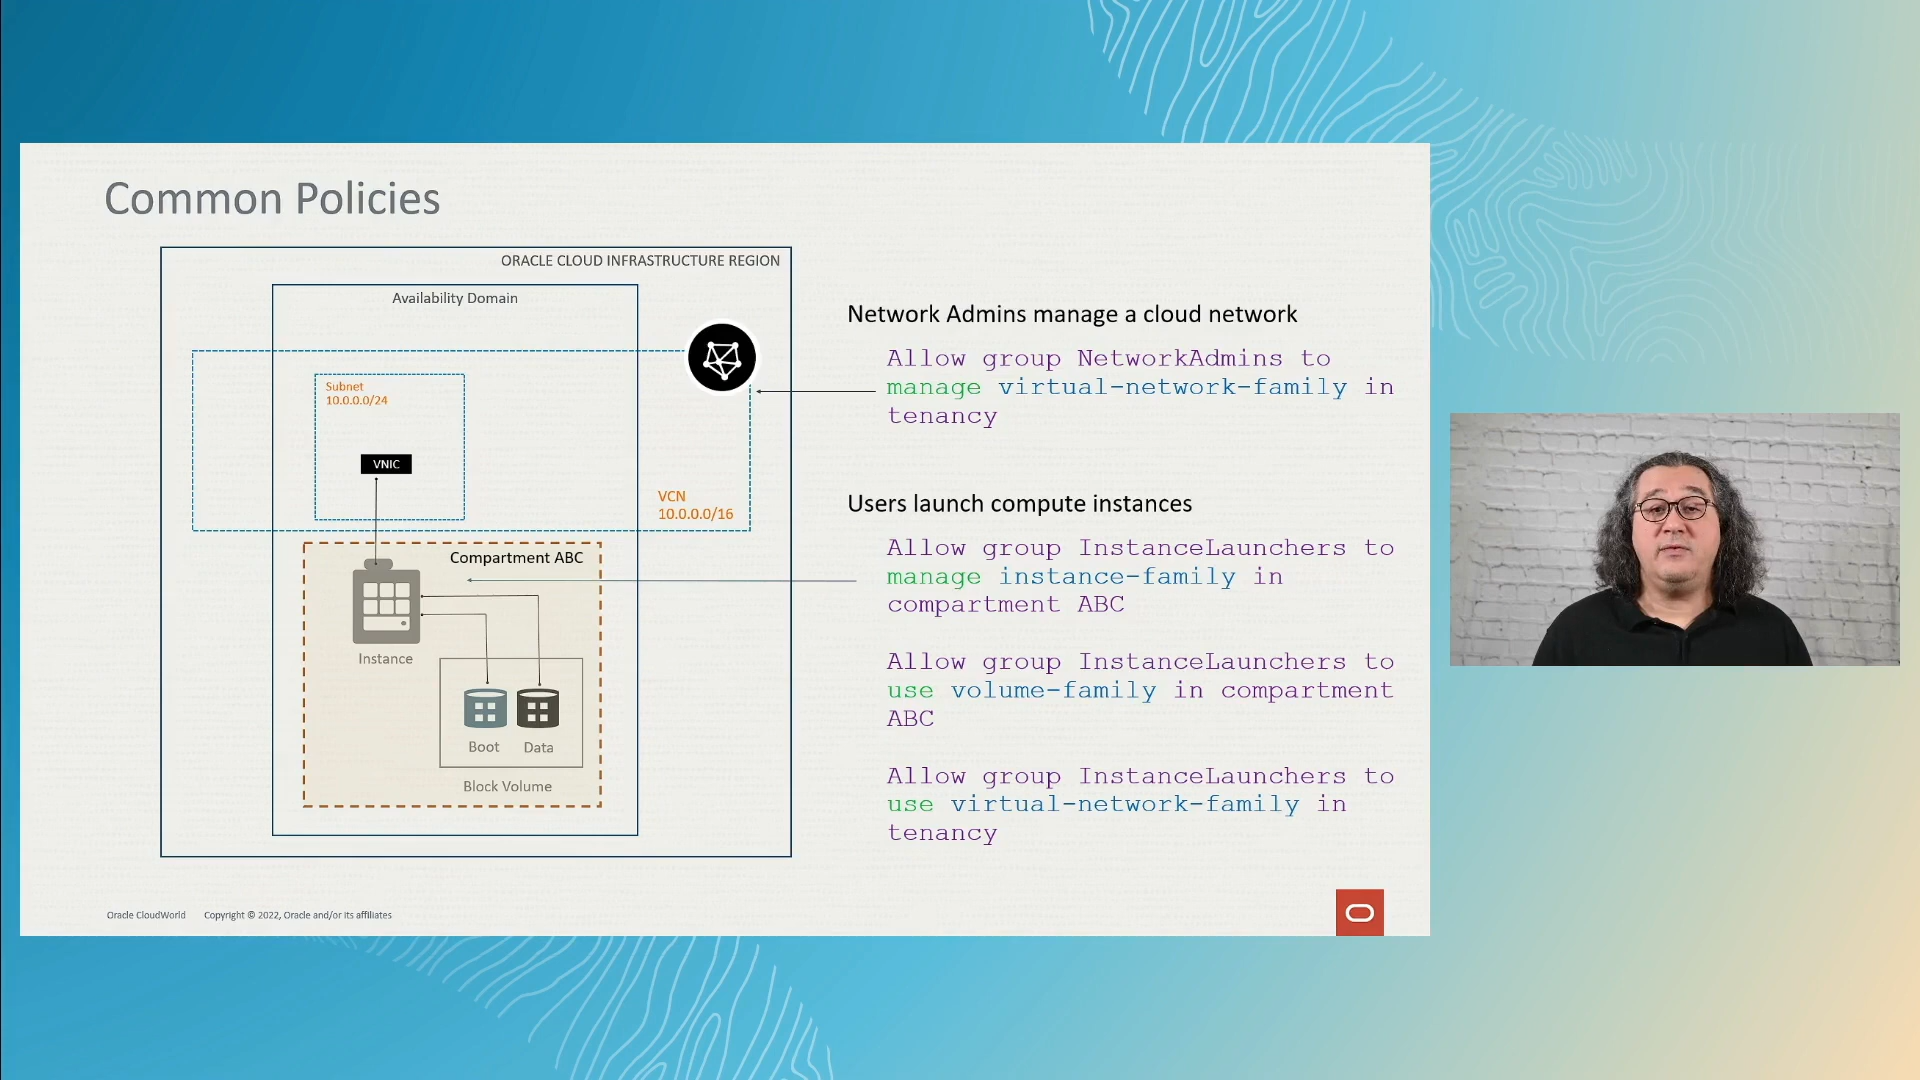 Common Policies
ORACLE CLOUD INFRASTRUCTURE REGION
Availability Domain
Subnet
10.0.0.0/24
VNIC
VCN
10.0.0.0/16
Compartment ABC
Instance
Boot
Data
Block Volume
Network Admins manage a cloud network
Allow group NetworkAdmins to
manage virtual-network-family in
tenancy
Users launch compute instances
Allow group InstanceLaunchers to
manage instance-family in
compartment ABC
Allow group InstanceLaunchers to
use volume-family in compartment
ABC
Allow group InstanceLaunchers to
use virtual-network-family in
tenancy
Oracle CloudWorld Copyright © 2022, Oracle and/or its affiliates